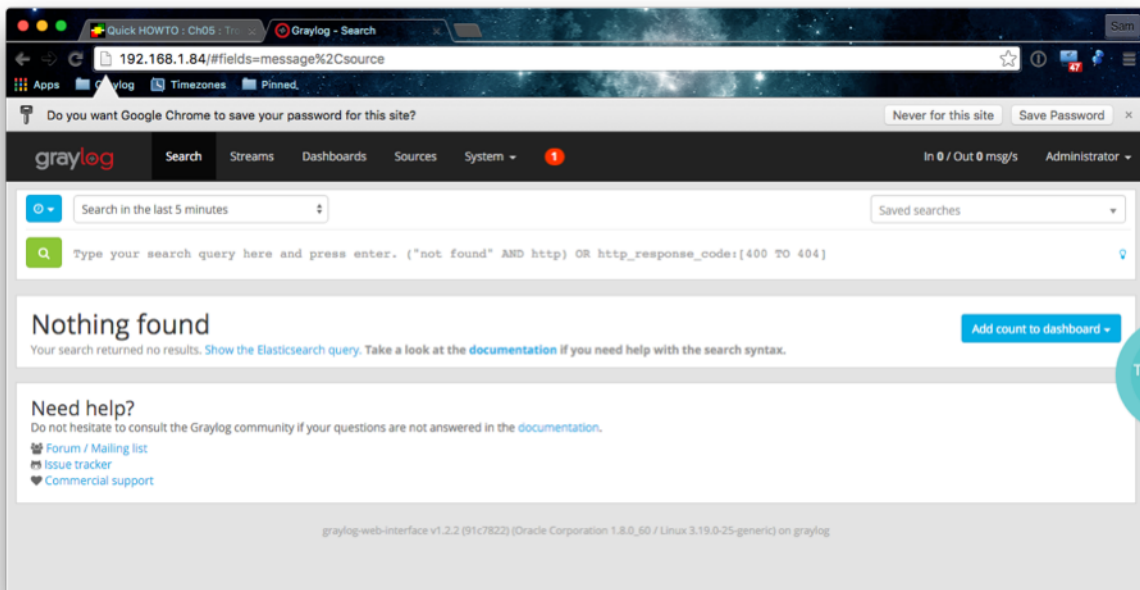 Quick HOWTO : Ch05 : Tro
Graylog - Search
Sam
192.168.1.84/#fields=message%2Csource
47
Apps
Timezones
Pinned
Do you want Google Chrome to save your password for this site?
Never for this site
Save Password
graylog
Search
Streams
Dashboards
Sources
System
1
In 0 / Out 0 msg/s
Administrator
Search in the last 5 minutes
Saved searches
Type your search query here and press enter. ("not found" AND http) OR http_response_code:[400 TO 404]
Nothing found
Add count to dashboard
Your search returned no results. Show the Elasticsearch query. Take a look at the documentation if you need help with the search syntax.
T
Need help?
Do not hesitate to consult the Graylog community if your questions are not answered in the documentation.
Forum / Mailing list
Issue tracker
Commercial support
graylog-web-interface v1.2.2 (91c7822) (Oracle Corporation 1.8.0_60 / Linux 3.19.0-25-generic) on graylog